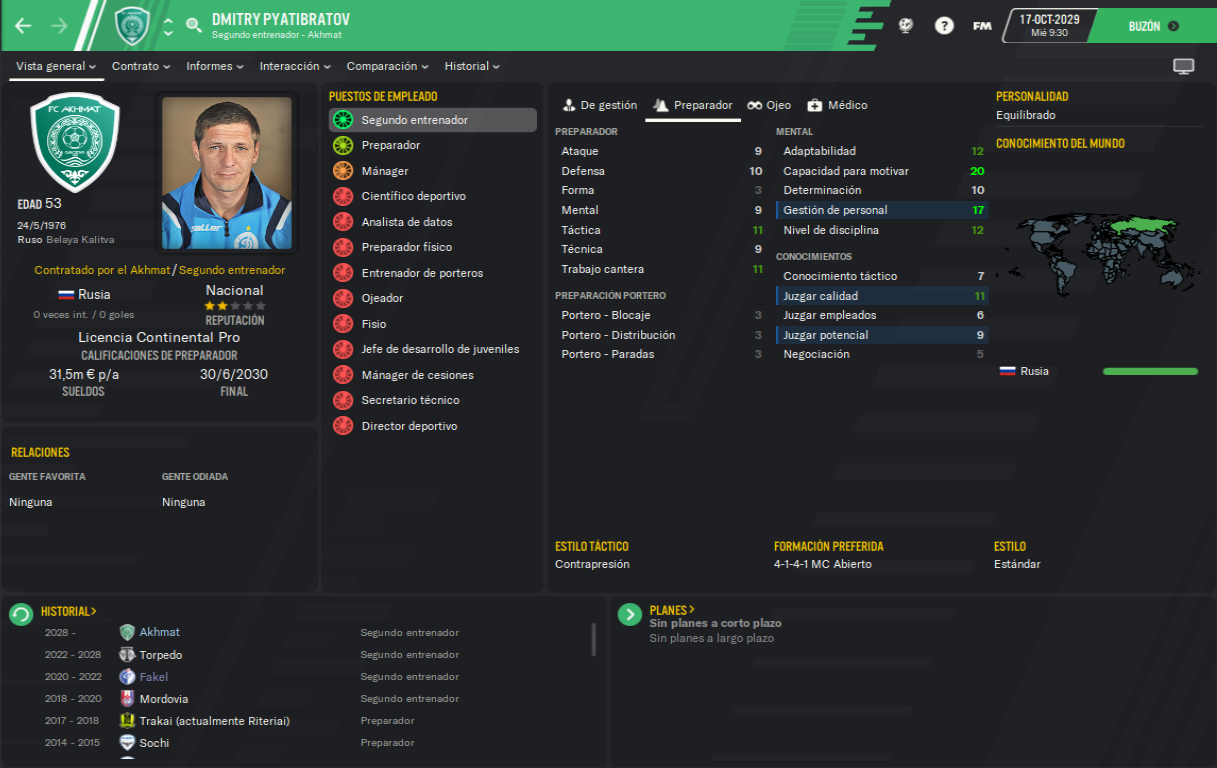 DMITRY PYATIBRATOV
Segundo entrenador - Akhmat
?
FM
17-OCT-2029
Mié 9:30
BUZÓN
Vista general
Contrato
Informes
Interacción
Comparación
Historial
FC AKHMAT
EDAD 53
24/5/1976
Ruso Belaya Kalitva
Contratado por el Akhmat/Segundo entrenador
Rusia
0 veces int. / 0 goles
Nacional
REPUTACIÓN
Licencia Continental Pro
CALIFICACIONES DE PREPARADOR
31,5m € p/a
SUELDOS
30/6/2030
FINAL
RELACIONES
GENTE FAVORITA
GENTE ODIADA
Ninguna
Ninguna
PUESTOS DE EMPLEADO
Segundo entrenador
Preparador
Mánager
Científico deportivo
Analista de datos
Preparador físico
Entrenador de porteros
Ojeador
Fisio
Jefe de desarrollo de juveniles
Mánager de cesiones
Secretario técnico
Director deportivo
De gestión
Preparador
Ojeo
Médico
PREPARADOR
Ataque 9
Defensa 10
Forma 3
Mental 9
Táctica 11
Técnica 9
Trabajo cantera 11
PREPARACIÓN PORTERO
Portero - Blocaje 3
Portero - Distribución 3
Portero - Paradas 3
MENTAL
Adaptabilidad 12
Capacidad para motivar 20
Determinación 10
Gestión de personal 17
Nivel de disciplina 12
CONOCIMIENTOS
Conocimiento táctico 7
Juzgar calidad 11
Juzgar empleados 6
Juzgar potencial 9
Negociación 5
PERSONALIDAD
Equilibrado
CONOCIMIENTO DEL MUNDO
Rusia
ESTILO TÁCTICO
Contrapresión
FORMACIÓN PREFERIDA
4-1-4-1 MC Abierto
ESTILO
Estándar
HISTORIAL >
2028 - Akhmat Segundo entrenador
2022 - 2028 Torpedo Segundo entrenador
2020 - 2022 Fakel Segundo entrenador
2018 - 2020 Mordovia Segundo entrenador
2017 - 2018 Trakai (actualmente Riteriai) Preparador
2014 - 2015 Sochi Preparador
PLANES >
Sin planes a corto plazo
Sin planes a largo plazo